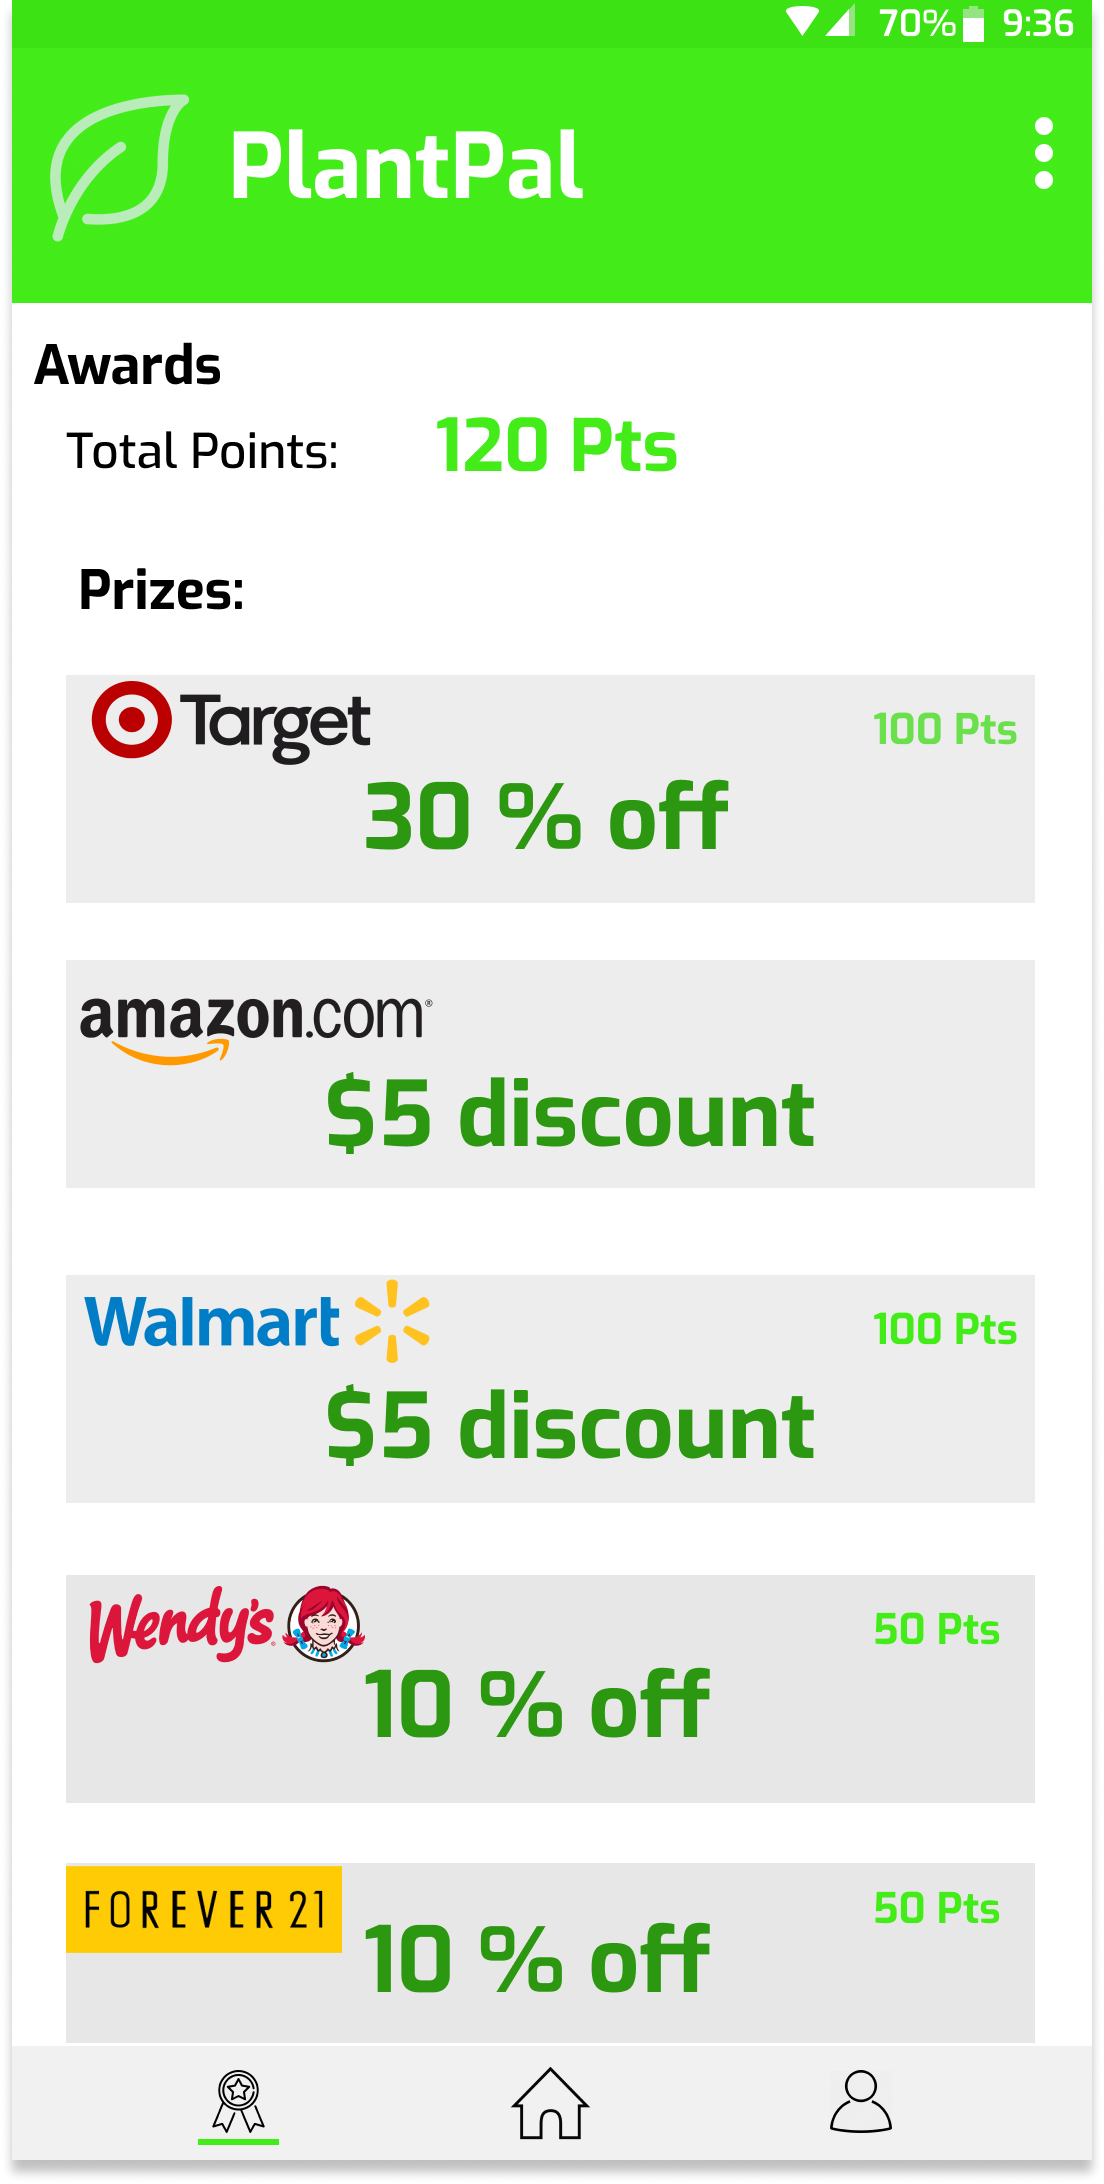 70% 9:36
PlantPal
Awards
Total Points: 120 Pts
Prizes:
Target 100 Pts
30 % off
amazon.com®
$5 discount
Walmart 100 Pts
$5 discount
Wendy's 50 Pts
10 % off
FOREVER 21 50 Pts
10 % off